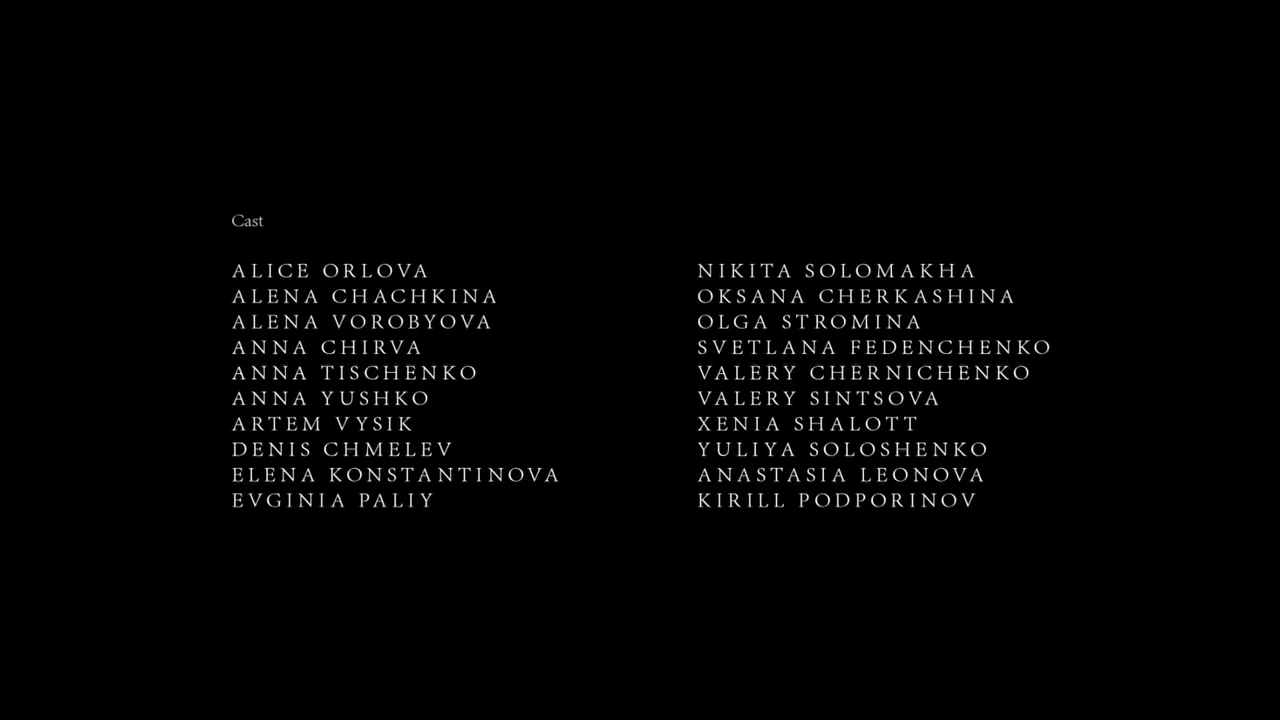 Cast
ALICE ORLOVA
ALENA CHACHKINA
ALENA VOROBYOVA
ANNA CHIRVA
ANNA TISCHENKO
ANNA YUSHKO
ARTEM VYSIK
DENIS CHMELEV
ELENA KONSTANTINOVA
EVGINIA PALIY
NIKITA SOLOMAKHA
OKSANA CHERKASHINA
OLGA STROMINA
SVETLANA FEDENCHENKO
VALERY CHERNICHENKO
VALERY SINTSOVA
XENIA SHALOTT
YULIYA SOLOSHENKO
ANASTASIA LEONOVA
KIRILL PODPORINOV